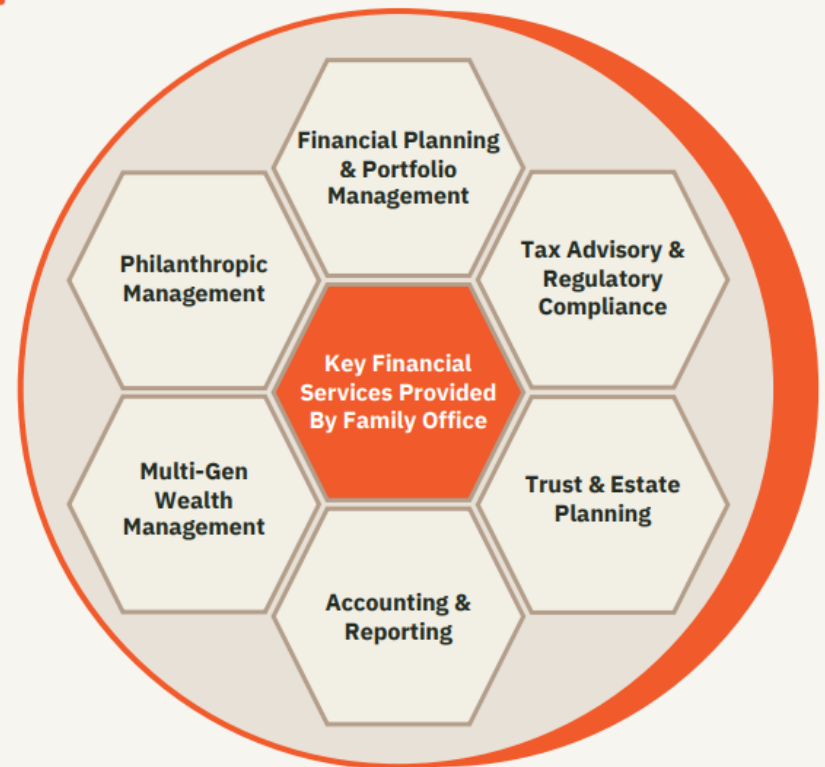 Financial Planning
& Portfolio
Management
Tax Advisory &
Regulatory
Compliance
Philanthropic
Management
Key Financial
Services Provided
By Family Office
Multi-Gen
Wealth
Management
Trust & Estate
Planning
Accounting &
Reporting